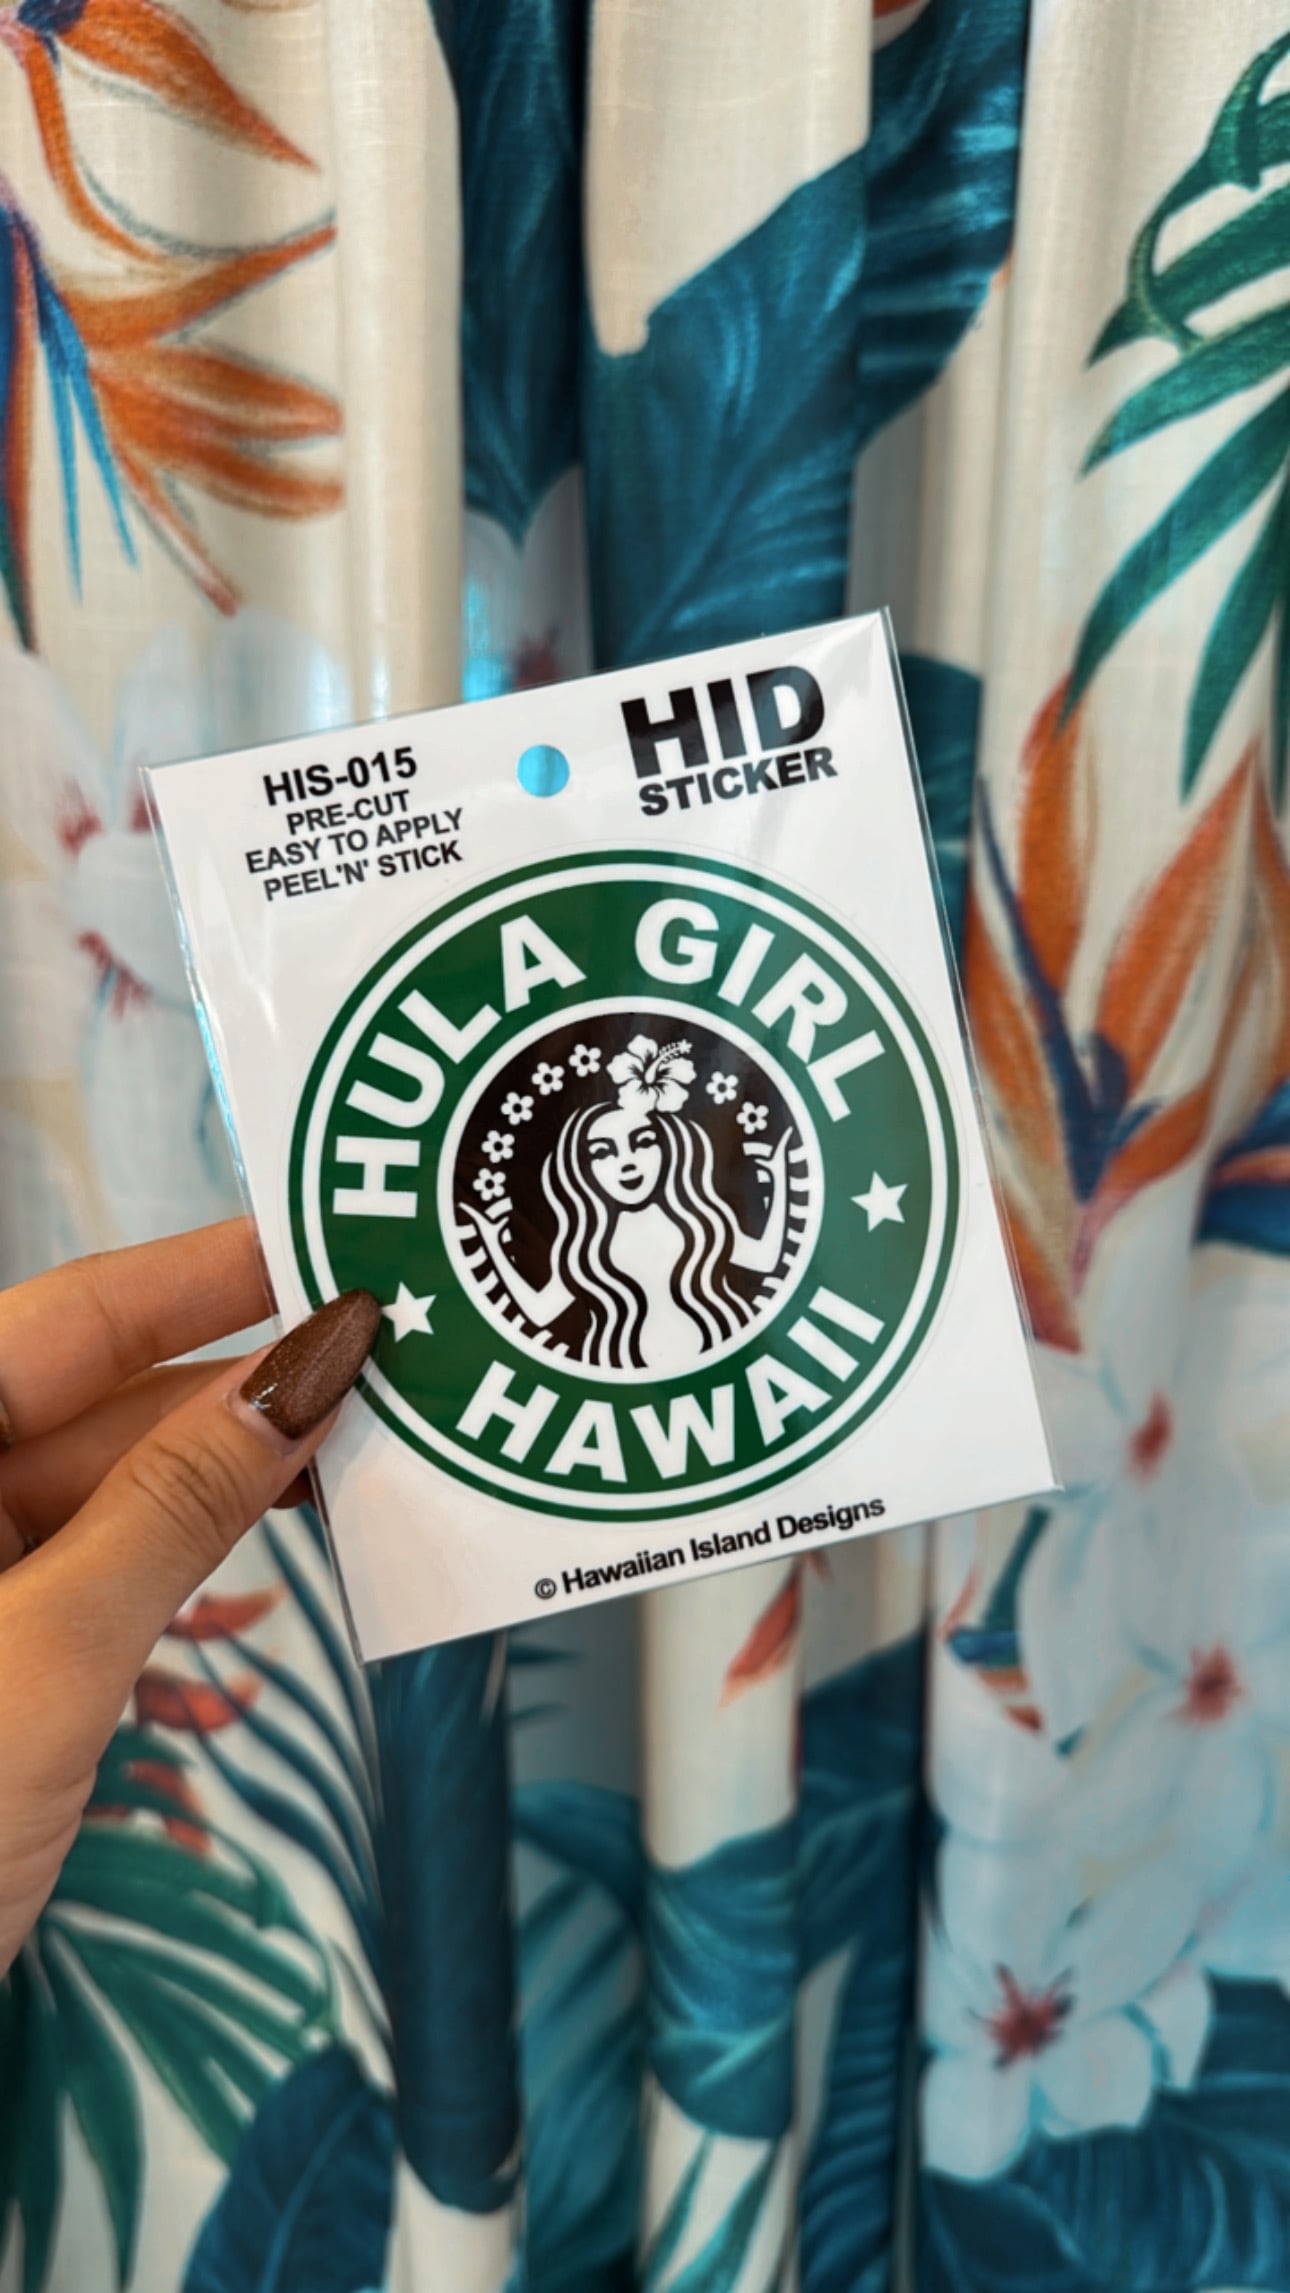 HIS-015
PRE-CUT
EASY TO APPLY
PEEL'N' STICK
HID
STICKER
HULA GIRL
HAWAII
© Hawaiian Island Designs